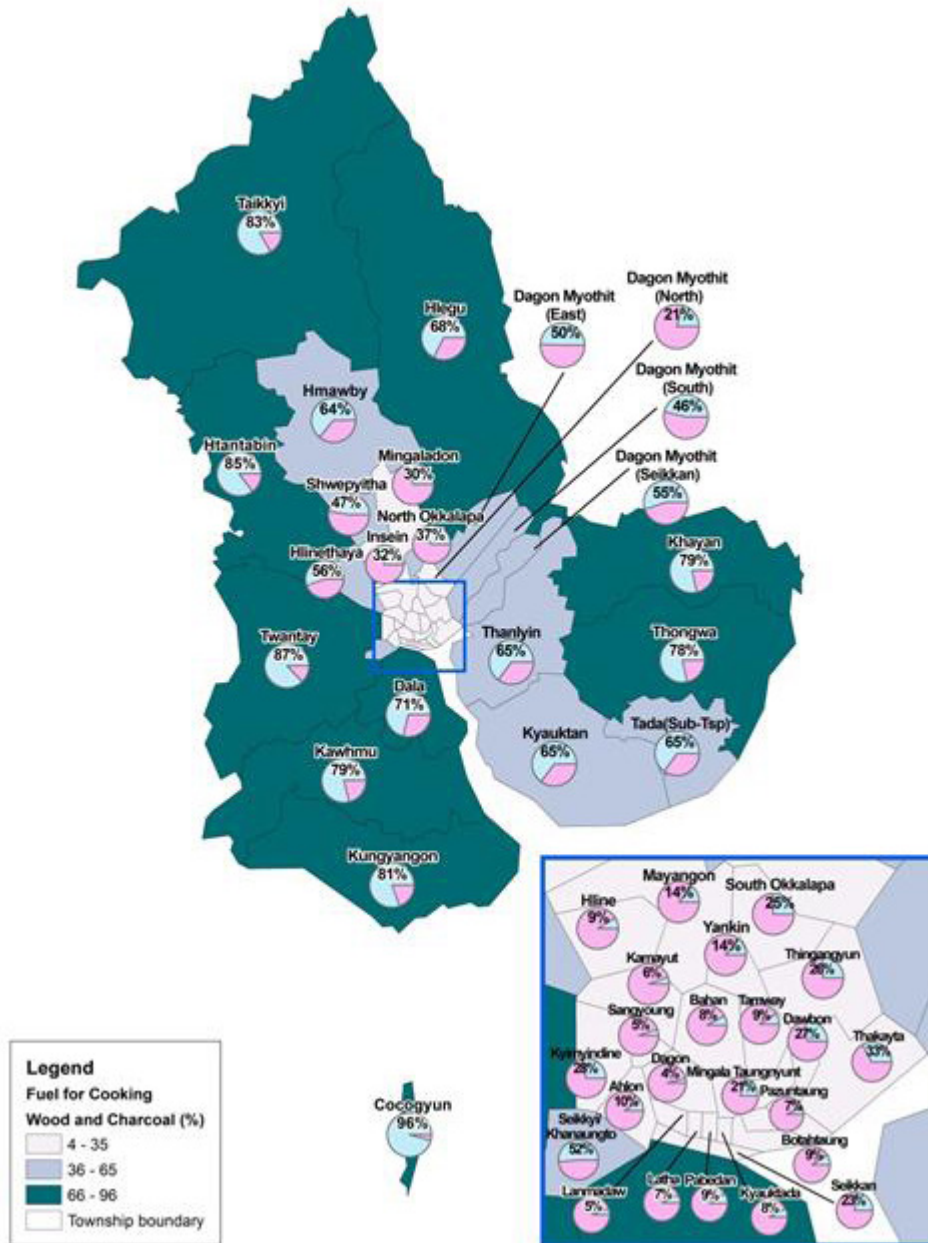 Taikkyi
83%
Hlegu
68%
Dagon Myothit
(East)
50%
Dagon Myothit
(North)
21%
Dagon Myothit
(South)
46%
Dagon Myothit
(Seikkan)
55%
Hmawby
64%
Htantabin
85%
Mingaladon
30%
Shwepyitha
47%
North Okkalapa
37%
Insein
32%
Hlinethaya
56%
Khayan
79%
Twantay
87%
Thanlyin
65%
Thongwa
78%
Dala
71%
Kyauktan
65%
Tada(Sub-Tsp)
65%
Kawhmu
79%
Kungyangon
81%
Cocogyun
96%
Mayangon
14%
South Okkalapa
25%
Hline
9%
Yankin
14%
Thingangyun
20%
Kamayut
6%
Sangyoung
5%
Bahan
8%
Tamway
9%
Dawbon
27%
Thakayta
33%
Kyimyindine
28%
Dagon
4%
Mingala Taungnyunt
21%
Ahlon
10%
Pazuntaung
7%
Seikkyi/
Khanaungto
52%
Botahtaung
9%
Lanmadaw
5%
Latha
7%
Pabedan
9%
Kyauktada
8%
Seikkan
23%
Legend
Fuel for Cooking
Wood and Charcoal (%)
4 - 35
36 - 65
66 - 96
Township boundary